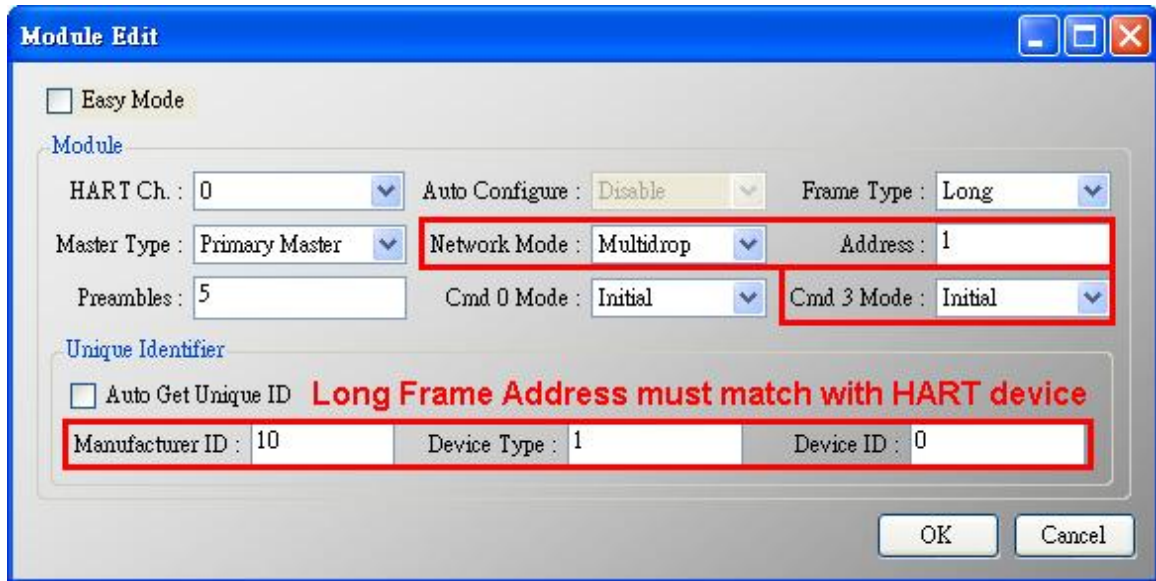 Module Edit
Easy Mode
Module
HART Ch. : 0 Auto Configure : Disable Frame Type : Long
Master Type : Primary Master Network Mode : Multidrop Address : 1
Preambles : 5 Cmd 0 Mode : Initial Cmd 3 Mode : Initial
Unique Identifier
Auto Get Unique ID Long Frame Address must match with HART device
Manufacturer ID : 10 Device Type : 1 Device ID : 0
OK Cancel